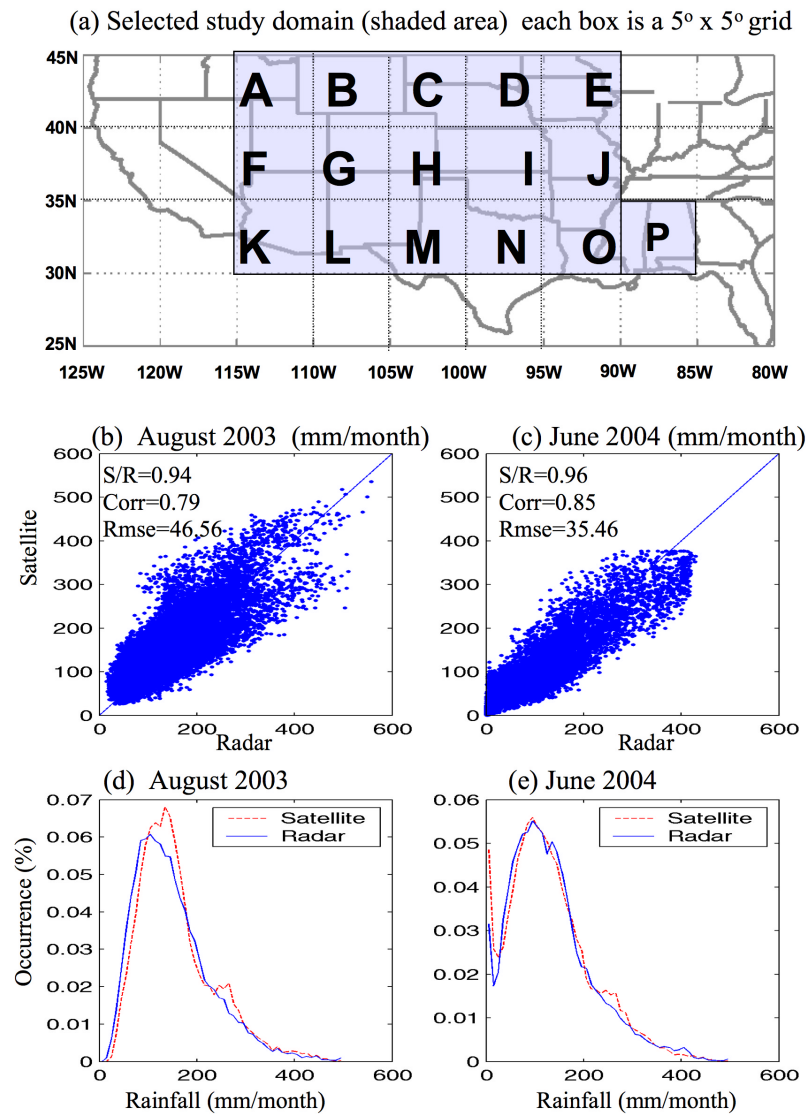 (a) Selected study domain (shaded area) each box is a 5º x 5º grid
45N
A B C D E
40N
F G H I J
35N
K L M N O P
30N
25N
125W 120W 115W 110W 105W 100W 95W 90W 85W 80W
(b) August 2003 (mm/month)
600
500
400
300
200
100
0
Satellite
S/R=0.94
Corr=0.79
Rmse=46.56
0 200 400 600
Radar
(c) June 2004 (mm/month)
600
500
400
300
200
100
0
S/R=0.96
Corr=0.85
Rmse=35.46
0 200 400 600
Radar
(d) August 2003
0.07
0.06
0.05
0.04
0.03
0.02
0.01
0
Occurrence (%)
Satellite
Radar
0 200 400 600
Rainfall (mm/month)
(e) June 2004
0.06
0.05
0.04
0.03
0.02
0.01
0
Satellite
Radar
0 200 400 600
Rainfall (mm/month)